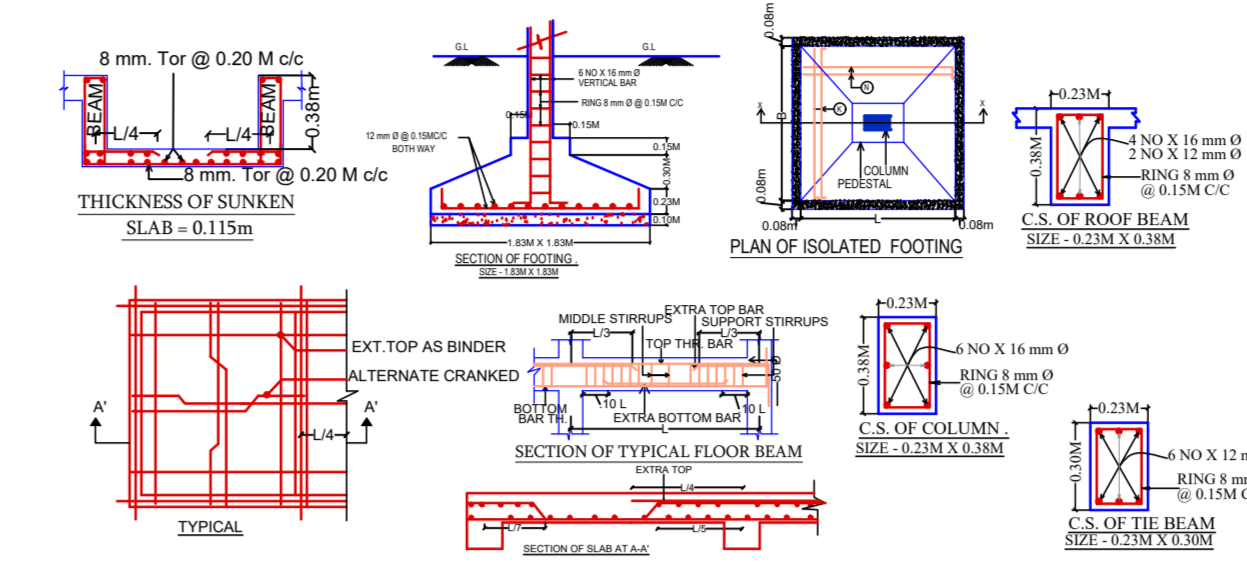 8 mm. Tor @ 0.20 M c/c
BEAM
BEAM
0.38m
L/4
L/4
8 mm. Tor @ 0.20 M c/c
THICKNESS OF SUNKEN
SLAB = 0.115m
G.L
G.L
6 NO X 16 mm Ø
VERTICAL BAR
RING 8 mm Ø @ 0.15M C/C
0.15M
0.15M
12 mm Ø @ 0.15MC/C
BOTH WAY
0.15M
0.30M
0.23M
0.10M
1.83M X 1.83M
SECTION OF FOOTING .
SIZE - 1.83M X 1.83M
0.08m
N
K
X
X
B
COLUMN
PEDESTAL
0.08m
0.08m
L
0.08m
PLAN OF ISOLATED FOOTING
0.23M
0.38M
4 NO X 16 mm Ø
2 NO X 12 mm Ø
RING 8 mm Ø
@ 0.15M C/C
C.S. OF ROOF BEAM
SIZE - 0.23M X 0.38M
EXT.TOP AS BINDER
ALTERNATE CRANKED
A'
A'
L/4
TYPICAL
EXTRA TOP BAR
MIDDLE STIRRUPS
SUPPORT STIRRUPS
L/3
L/3
TOP THR. BAR
50 D
BOTTOM
BAR TH.
10 L
10 L
EXTRA BOTTOM BAR
L
SECTION OF TYPICAL FLOOR BEAM
EXTRA TOP
L/4
L/7
L/5
SECTION OF SLAB AT A-A'
0.23M
0.38M
6 NO X 16 mm Ø
RING 8 mm Ø
@ 0.15M C/C
C.S. OF COLUMN .
SIZE - 0.23M X 0.38M
0.23M
0.30M
6 NO X 12 m
RING 8 mm
@ 0.15M C
C.S. OF TIE BEAM
SIZE - 0.23M X 0.30M